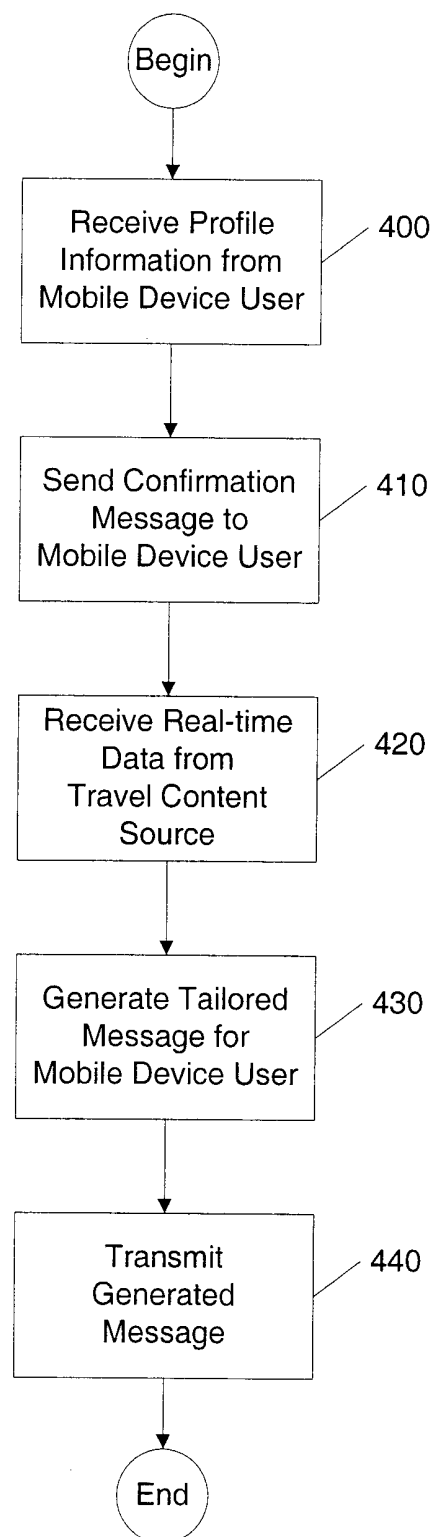 Begin
Receive Profile
Information from
Mobile Device User
400
Send Confirmation
Message to
Mobile Device User
410
Receive Real-time
Data from
Travel Content
Source
420
Generate Tailored
Message for
Mobile Device User
430
Transmit
Generated
Message
440
End